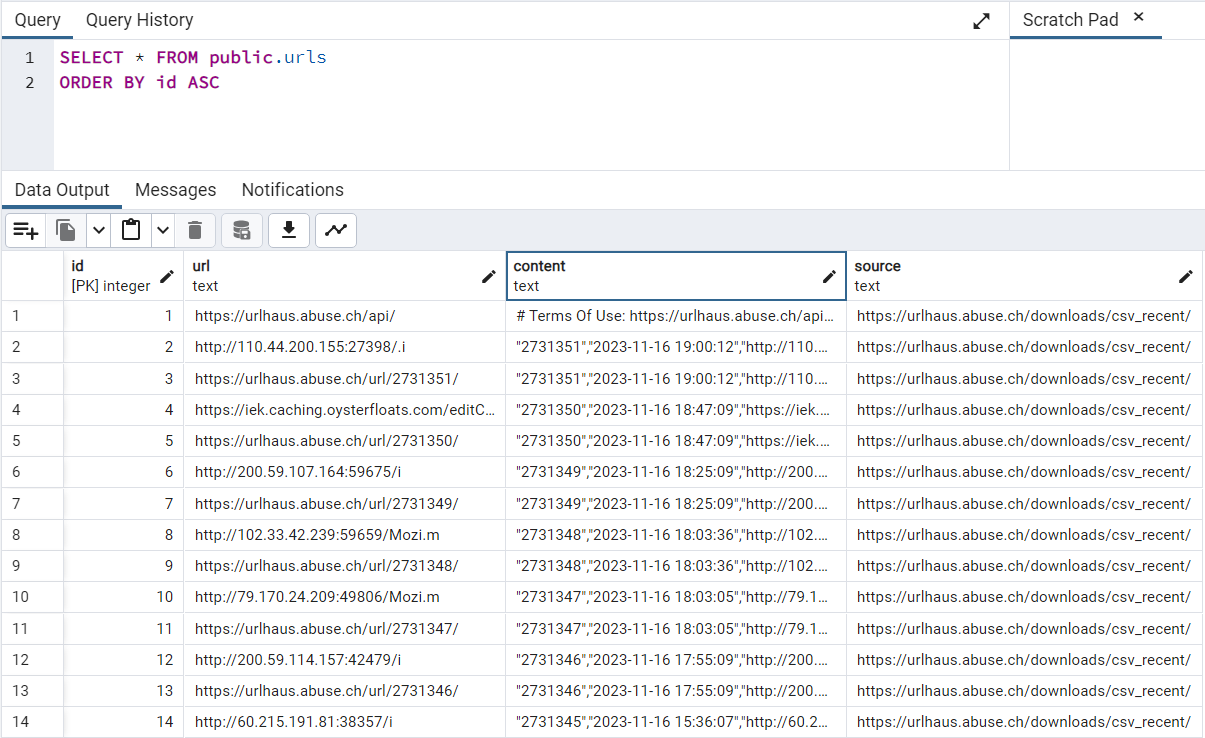 Query Query History Scratch Pad ×
1 SELECT * FROM public.urls
2 ORDER BY id ASC
Data Output Messages Notifications
id url content source
[PK] integer text text text
1 1 https://urlhaus.abuse.ch/api/ # Terms Of Use: https://urlhaus.abuse.ch/api... https://urlhaus.abuse.ch/downloads/csv_recent/
2 2 http://110.44.200.155:27398/.i "2731351","2023-11-16 19:00:12","http://110.... https://urlhaus.abuse.ch/downloads/csv_recent/
3 3 https://urlhaus.abuse.ch/url/2731351/ "2731351","2023-11-16 19:00:12","http://110.... https://urlhaus.abuse.ch/downloads/csv_recent/
4 4 https://iek.caching.oysterfloats.com/editC... "2731350","2023-11-16 18:47:09","https://iek.... https://urlhaus.abuse.ch/downloads/csv_recent/
5 5 https://urlhaus.abuse.ch/url/2731350/ "2731350","2023-11-16 18:47:09","https://iek.... https://urlhaus.abuse.ch/downloads/csv_recent/
6 6 http://200.59.107.164:59675/i "2731349","2023-11-16 18:25:09","http://200.... https://urlhaus.abuse.ch/downloads/csv_recent/
7 7 https://urlhaus.abuse.ch/url/2731349/ "2731349","2023-11-16 18:25:09","http://200.... https://urlhaus.abuse.ch/downloads/csv_recent/
8 8 http://102.33.42.239:59659/Mozi.m "2731348","2023-11-16 18:03:36","http://102.... https://urlhaus.abuse.ch/downloads/csv_recent/
9 9 https://urlhaus.abuse.ch/url/2731348/ "2731348","2023-11-16 18:03:36","http://102.... https://urlhaus.abuse.ch/downloads/csv_recent/
10 10 http://79.170.24.209:49806/Mozi.m "2731347","2023-11-16 18:03:05","http://79.1... https://urlhaus.abuse.ch/downloads/csv_recent/
11 11 https://urlhaus.abuse.ch/url/2731347/ "2731347","2023-11-16 18:03:05","http://79.1... https://urlhaus.abuse.ch/downloads/csv_recent/
12 12 http://200.59.114.157:42479/i "2731346","2023-11-16 17:55:09","http://200.... https://urlhaus.abuse.ch/downloads/csv_recent/
13 13 https://urlhaus.abuse.ch/url/2731346/ "2731346","2023-11-16 17:55:09","http://200.... https://urlhaus.abuse.ch/downloads/csv_recent/
14 14 http://60.215.191.81:38357/i "2731345","2023-11-16 15:36:07","http://60.2... https://urlhaus.abuse.ch/downloads/csv_recent/